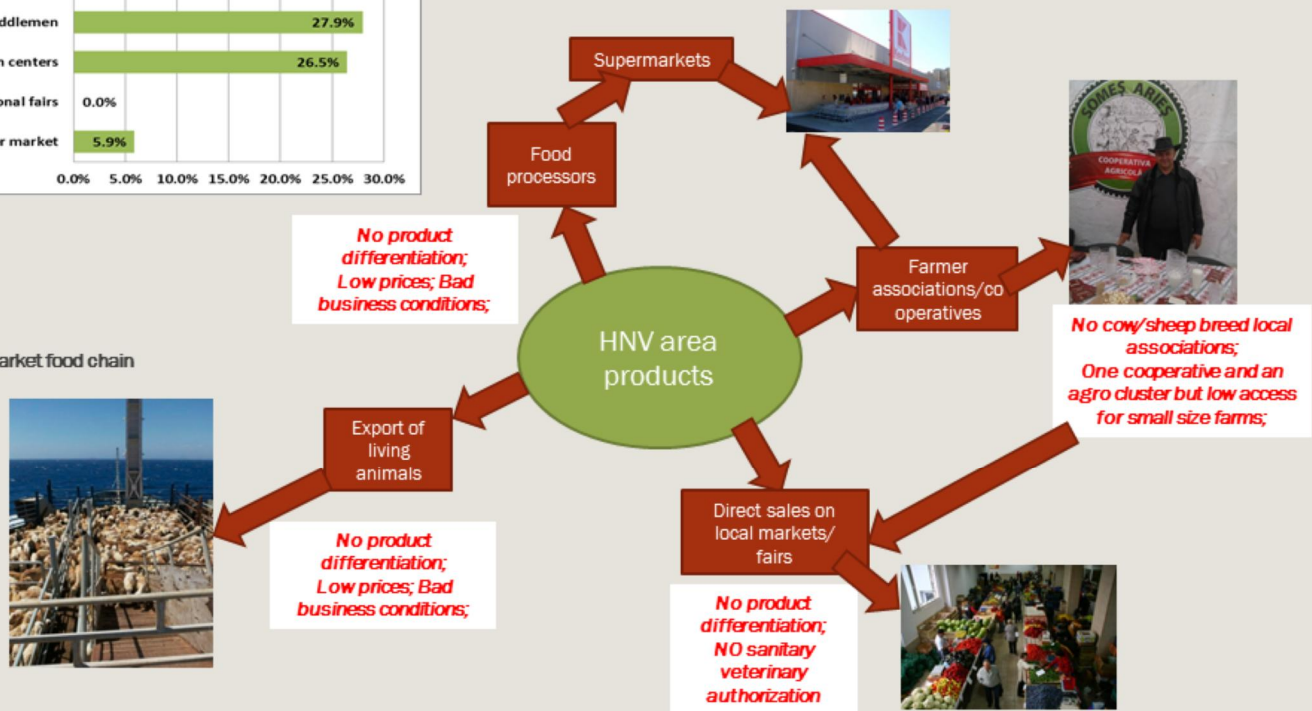 ddlemen
27.9%
n centers
26.5%
onal fairs
0.0%
r market
5.9%
0.0% 5.0% 10.0% 15.0% 20.0% 25.0% 30.0%
Supermarkets
K
Food
processors
No product
differentiation;
Low prices; Bad
business conditions;
SOMES ARIES
COOPERATIVA
AGRICOLĂ
Farmer
associations/co
operatives
HNV area
products
No cow/sheep breed local
associations;
One cooperative and an
agro cluster but low access
for small size farms;
arket food chain
Export of
living
animals
No product
differentiation;
Low prices; Bad
business conditions;
Direct sales on
local markets/
fairs
No product
differentiation;
NO sanitary
veterinary
authorization